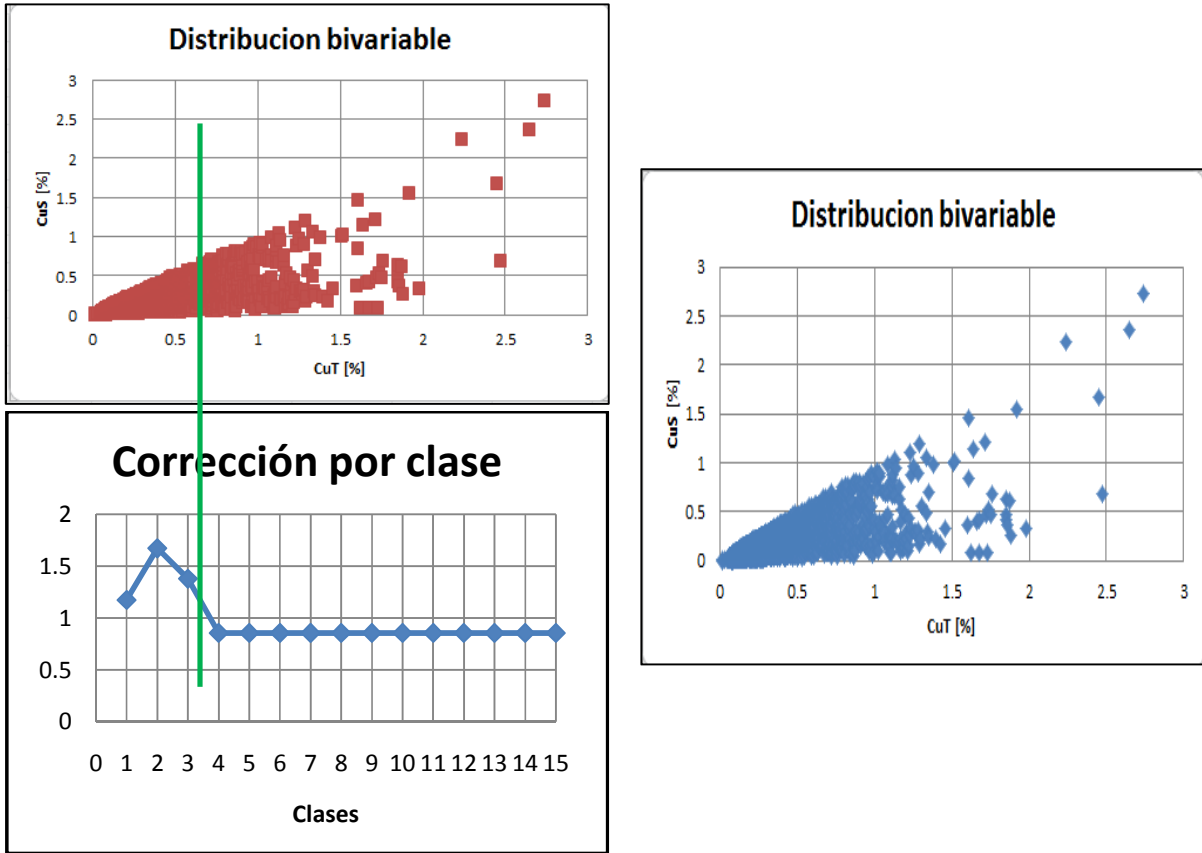 Distribucion bivariable
3
2.5
2
1.5
1
0.5
0
CuS [%]
0 0.5 1 1.5 2 2.5 3
CuT [%]
Corrección por clase
2
1.5
1
0.5
0
0 1 2 3 4 5 6 7 8 9 10 11 12 13 14 15
Clases
Distribucion bivariable
3
2.5
2
1.5
1
0.5
0
CuS [%]
0 0.5 1 1.5 2 2.5 3
CuT [%]